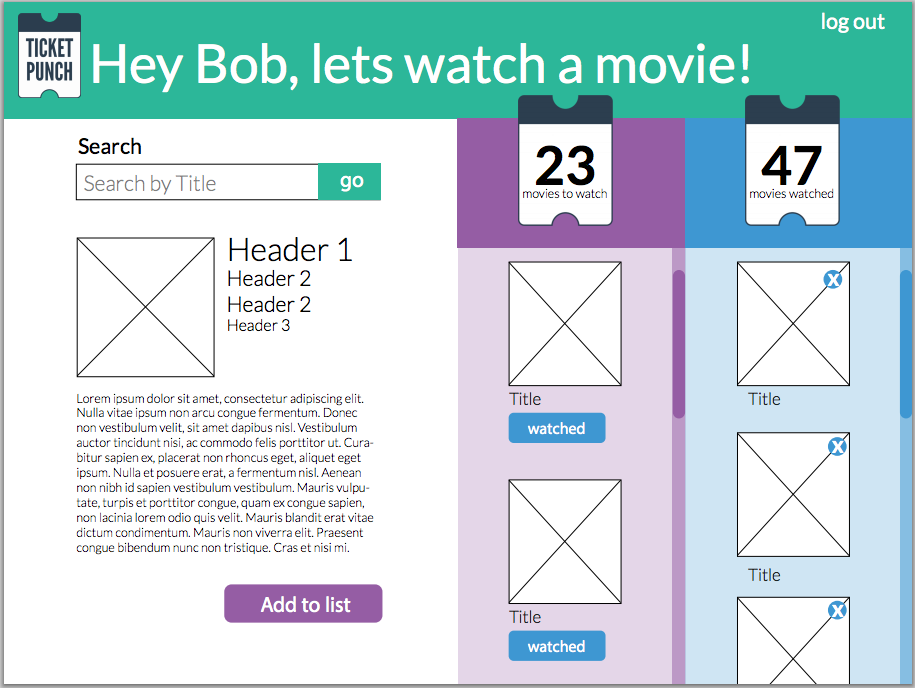 TICKET
PUNCH
Hey Bob, lets watch a movie!
log out
Search
Search by Title
go
Header 1
Header 2
Header 2
Header 3
Lorem ipsum dolor sit amet, consectetur adipiscing elit.
Nulla vitae ipsum non arcu congue fermentum. Donec
non vestibulum velit, sit amet dapibus nisl. Vestibulum
auctor tincidunt nisi, ac commodo felis porttitor ut. Cura-
bitur sapien ex, placerat non rhoncus eget, aliquet eget
ipsum. Nulla et posuere erat, a fermentum nisl. Aenean
non nibh id sapien vestibulum vestibulum. Mauris vulpu-
tate, turpis et porttitor congue, quam ex congue sapien,
non lacinia lorem odio quis velit. Mauris blandit erat vitae
dictum condimentum. Mauris non viverra elit. Praesent
congue bibendum nunc non tristique. Cras et nisi mi.
Add to list
23
movies to watch
Title
watched
Title
watched
47
movies watched
X
Title
X
Title
X